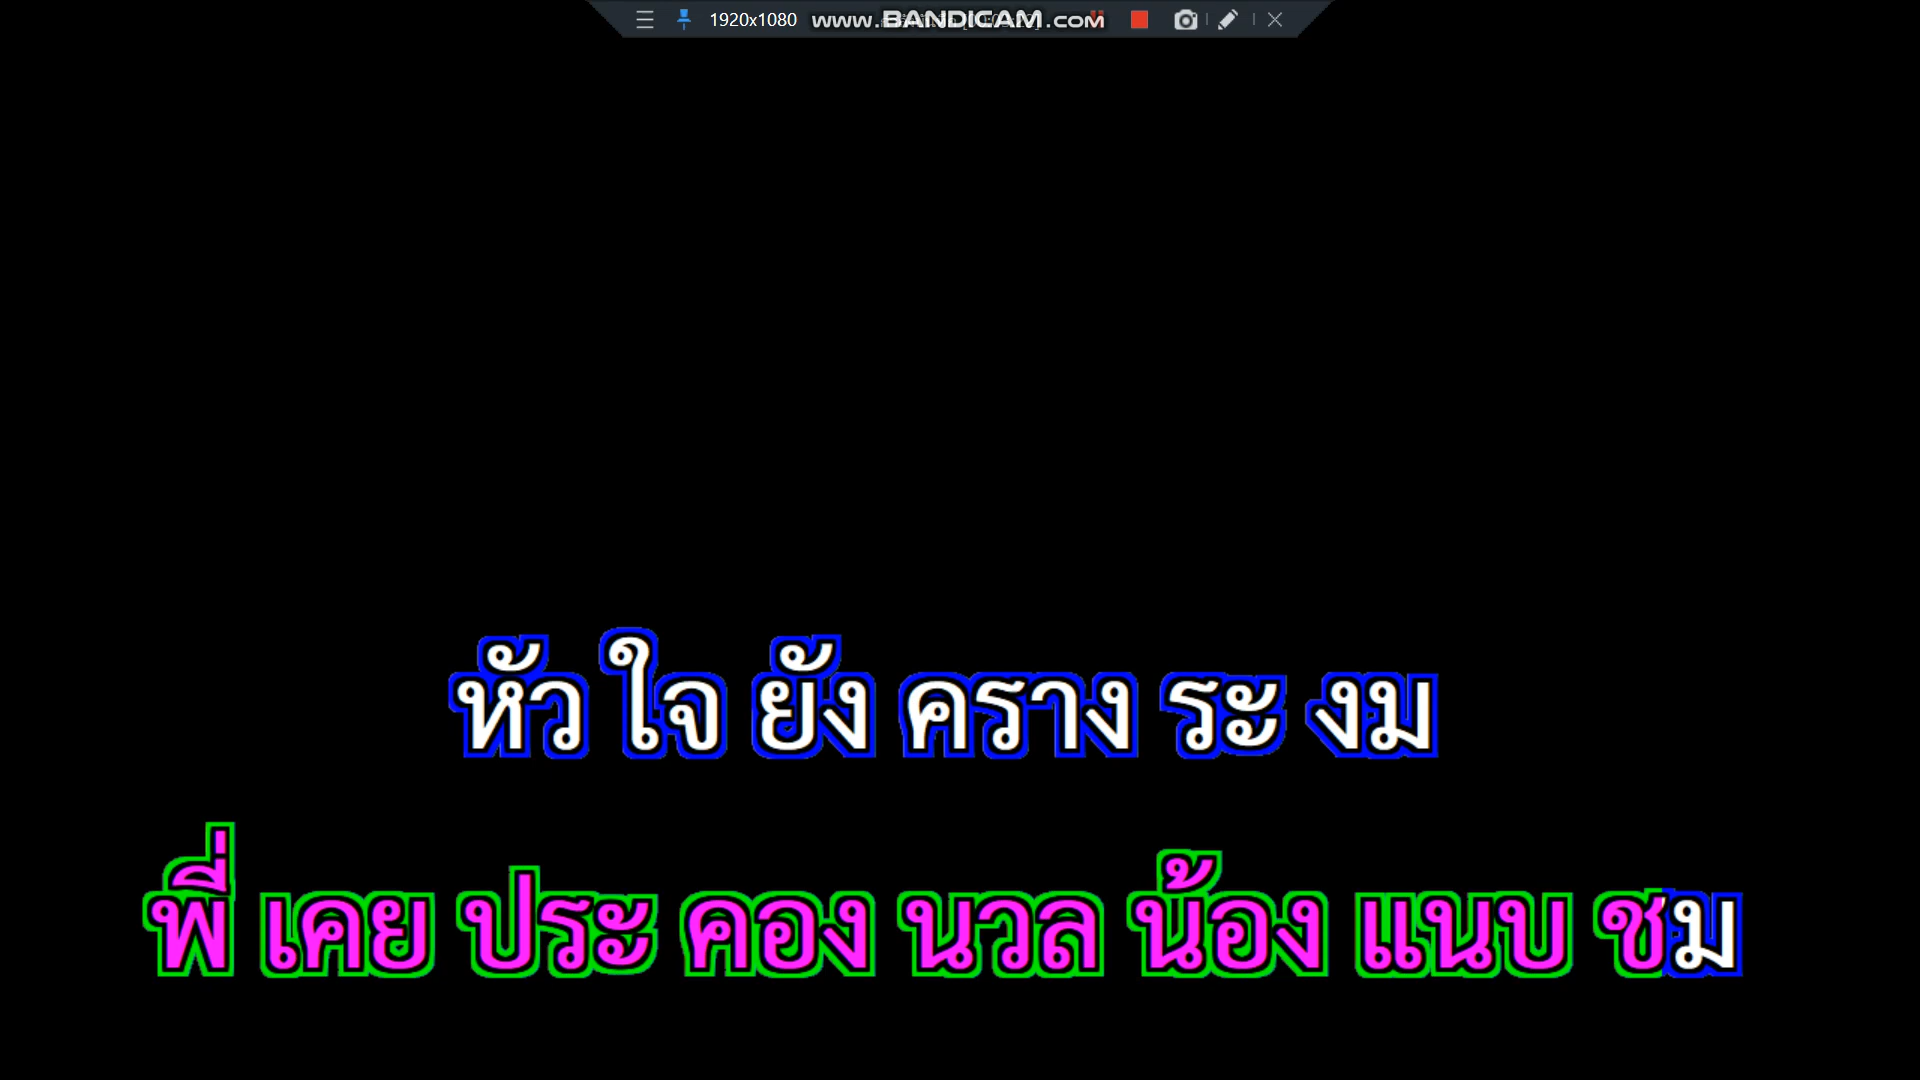 1920x1080 www.BANDICAM.com
หัว ใจ ยัง คราง ระ งม
พี่ เคย ประ คอง นวล น้อง แนบ ชม